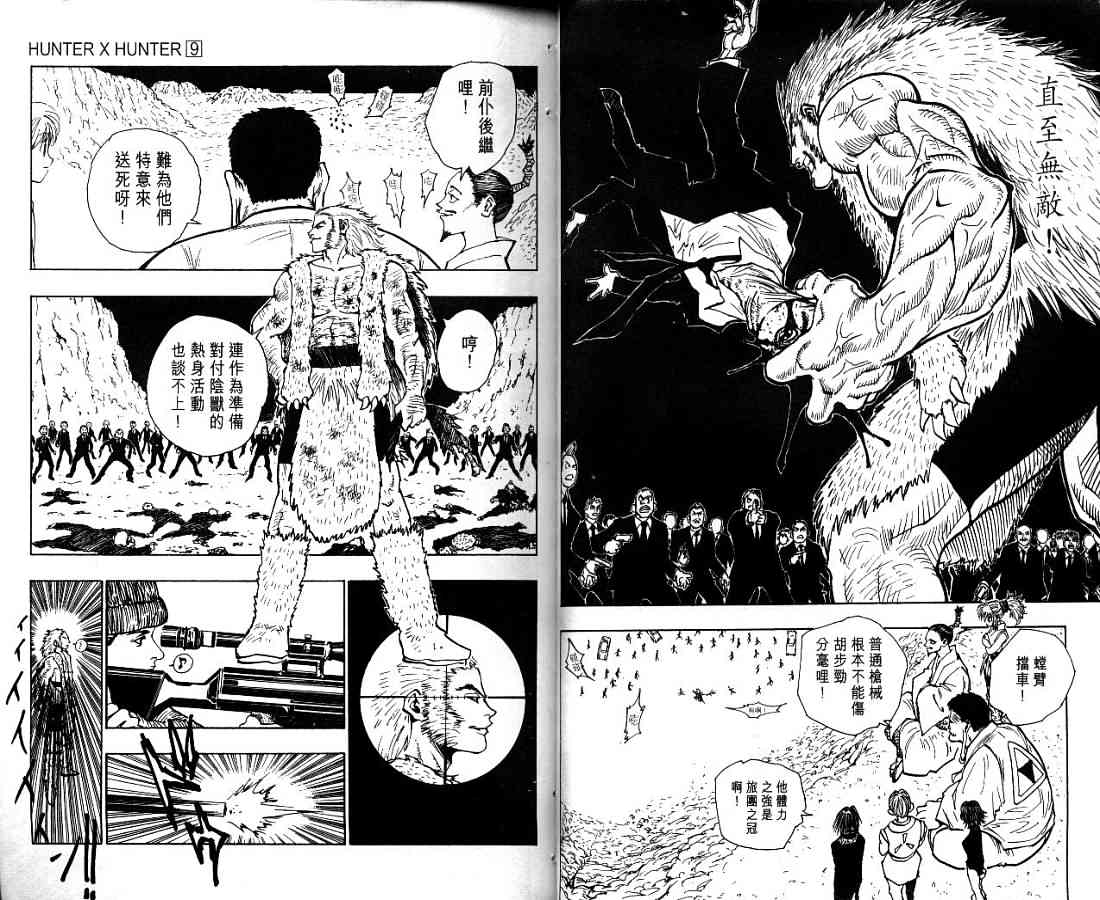 直至無敵！
螳臂
擋車！
普通槍械
根本不能傷
胡步勁
分毫哩！
他體力
之強是
旅團之冠
啊！
HUNTER X HUNTER 9
前仆後繼
哩！
難為他們
特意來
送死呀！
哼！
連作為準備
對付陰獸的
熱身活動
也談不上！